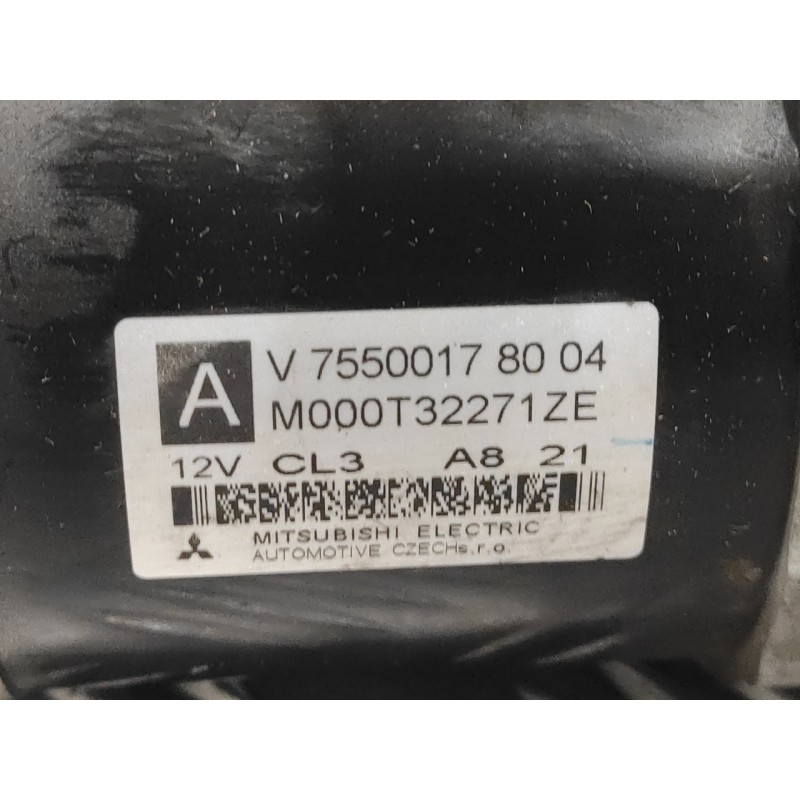 A
V 7550017 80 04
M000T32271ZE
12V CL3 A8 21
MITSUBISHI ELECTRIC
AUTOMOTIVE CZECHs.r.o.